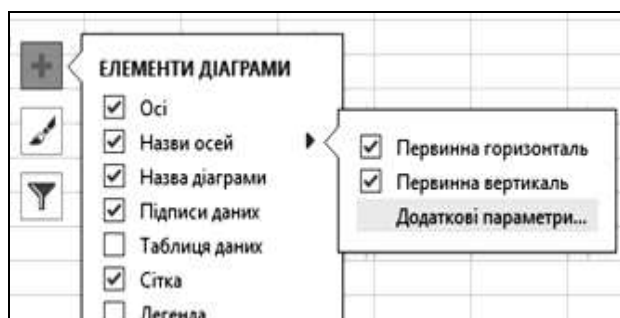 ЕЛЕМЕНТИ ДІАГРАМИ
Осі
Назви осей
Назва діаграми
Підписи даних
Таблиця даних
Сітка
Легенда
Первинна горизонталь
Первинна вертикаль
Додаткові параметри...